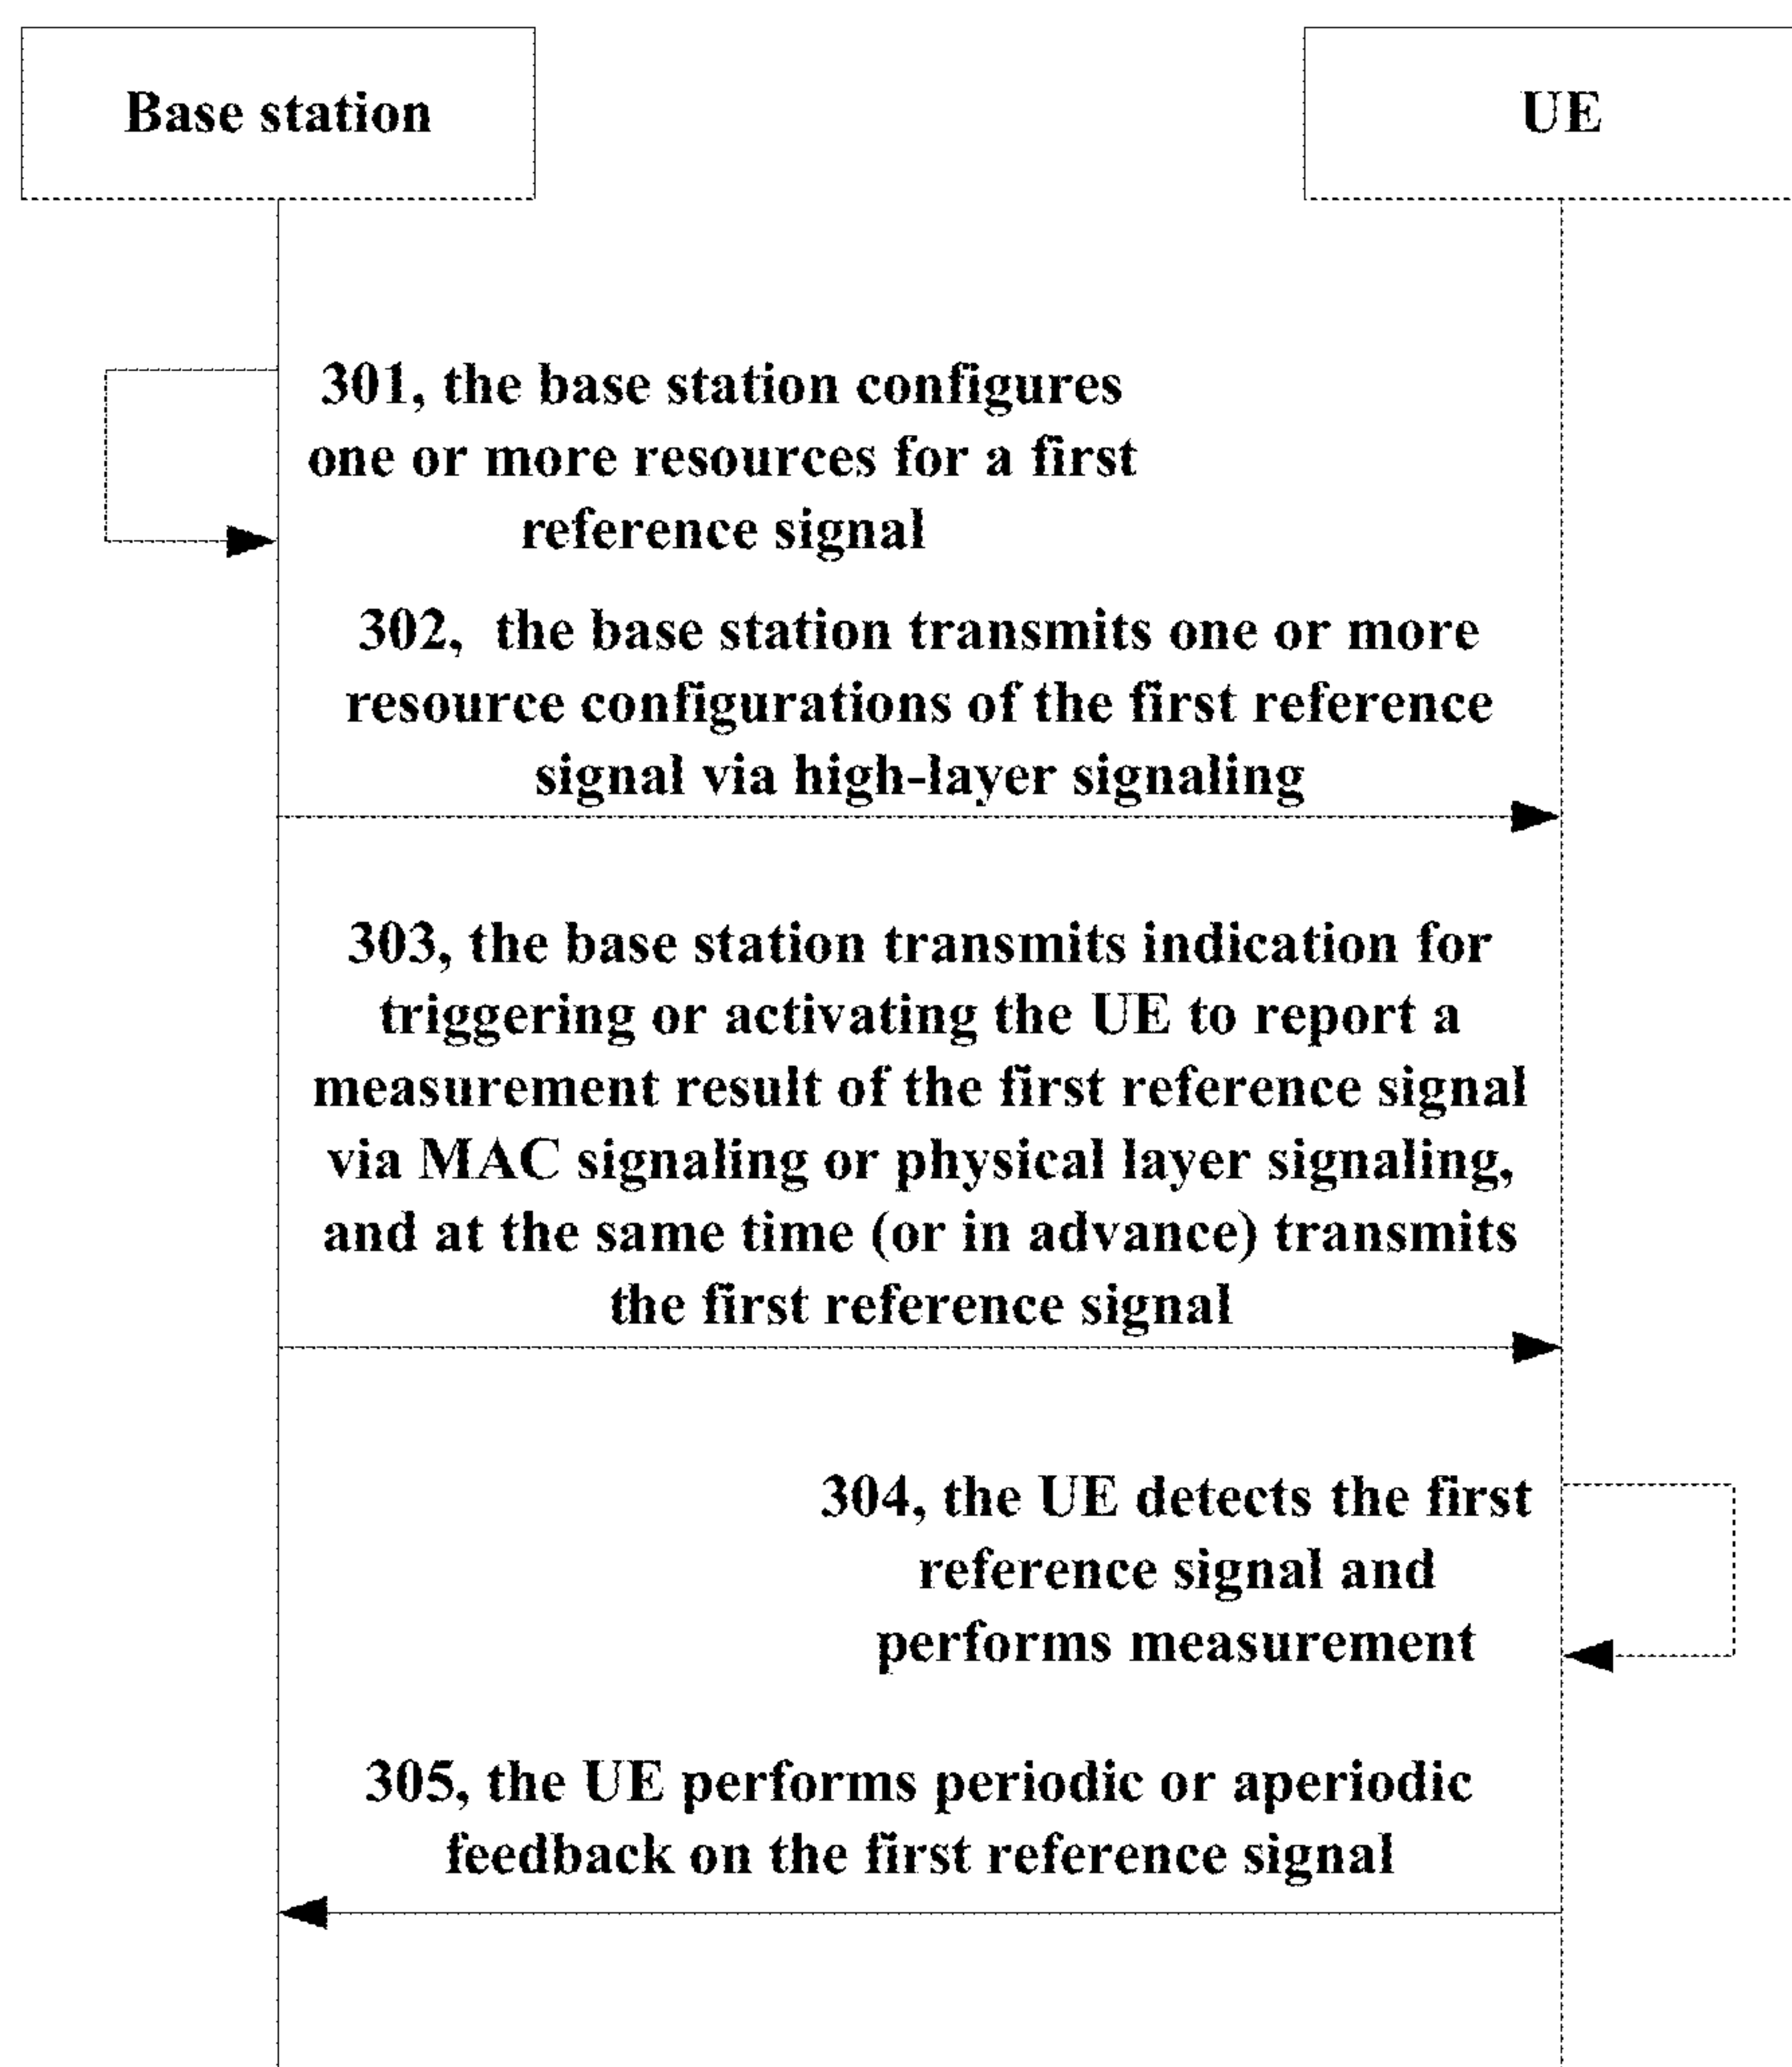 Base station
UE
301, the base station configures
one or more resources for a first
reference signal
302, the base station transmits one or more
resource configurations of the first reference
signal via high-layer signaling
303, the base station transmits indication for
triggering or activating the UE to report a
measurement result of the first reference signal
via MAC signaling or physical layer signaling,
and at the same time (or in advance) transmits
the first reference signal
304, the UE detects the first
reference signal and
performs measurement
305, the UE performs periodic or aperiodic
feedback on the first reference signal